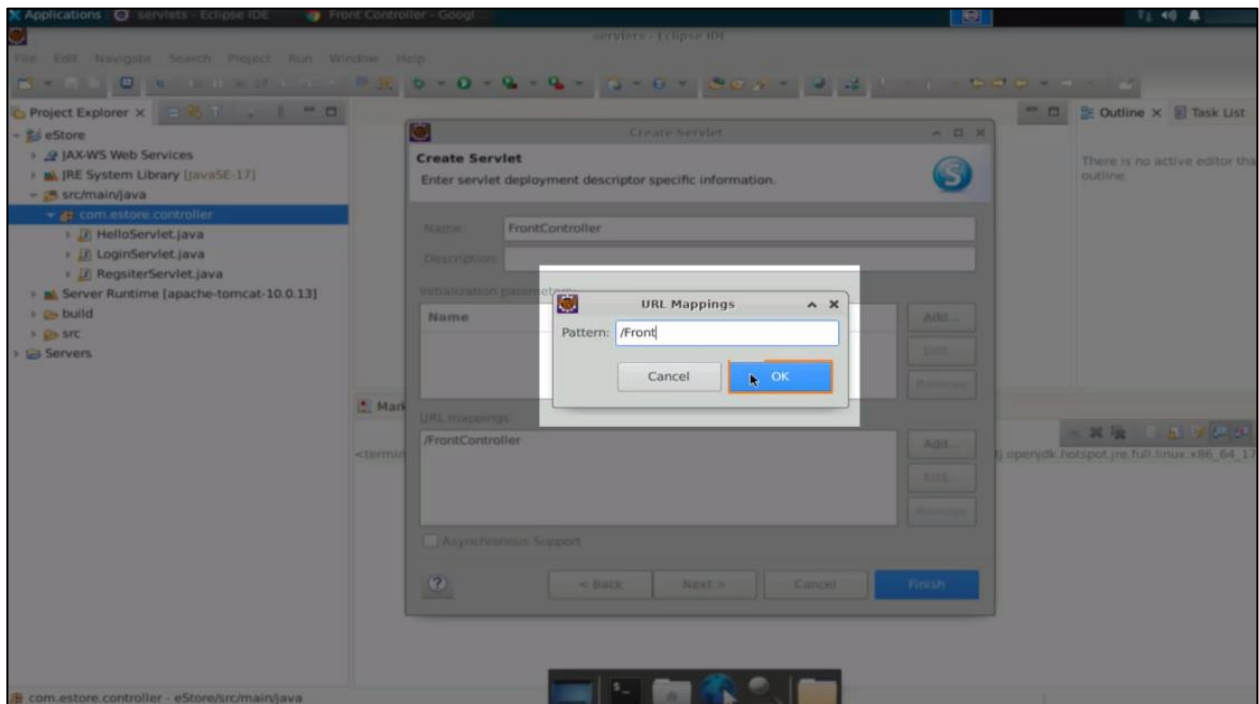 Applications
servlets - Eclipse IDE
Front Controller - Googl...
servlets - Eclipse IDE
File Edit Navigate Search Project Run Window Help
Project Explorer
eStore
JAX-WS Web Services
JRE System Library [JavaSE-17]
src/main/java
com.estore.controller
HelloServlet.java
LoginServlet.java
RegsiterServlet.java
Server Runtime [apache-tomcat-10.0.13]
build
src
Servers
Create Servlet
Create Servlet
Enter servlet deployment descriptor specific information.
Name: FrontController
Description:
Initialization parameters:
Name
Add...
Edit...
Remove
URL Mappings
Pattern: /Front
Cancel OK
URL mappings:
/FrontController
Add...
Edit...
Remove
Asynchronous Support
< Back Next > Cancel Finish
Outline Task List
There is no active editor tha
outline.
Mark
<termin
openjdk.hotspot.jre.full.linux.x86_64_17
com.estore.controller - eStore/src/main/java